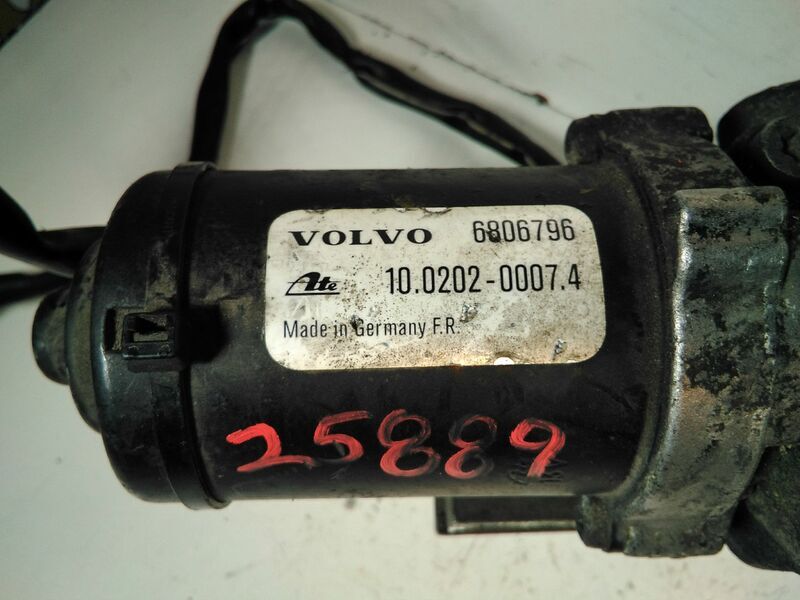 VOLVO 6806796
Ate 10.0202-0007.4
Made in Germany F.R.
25889